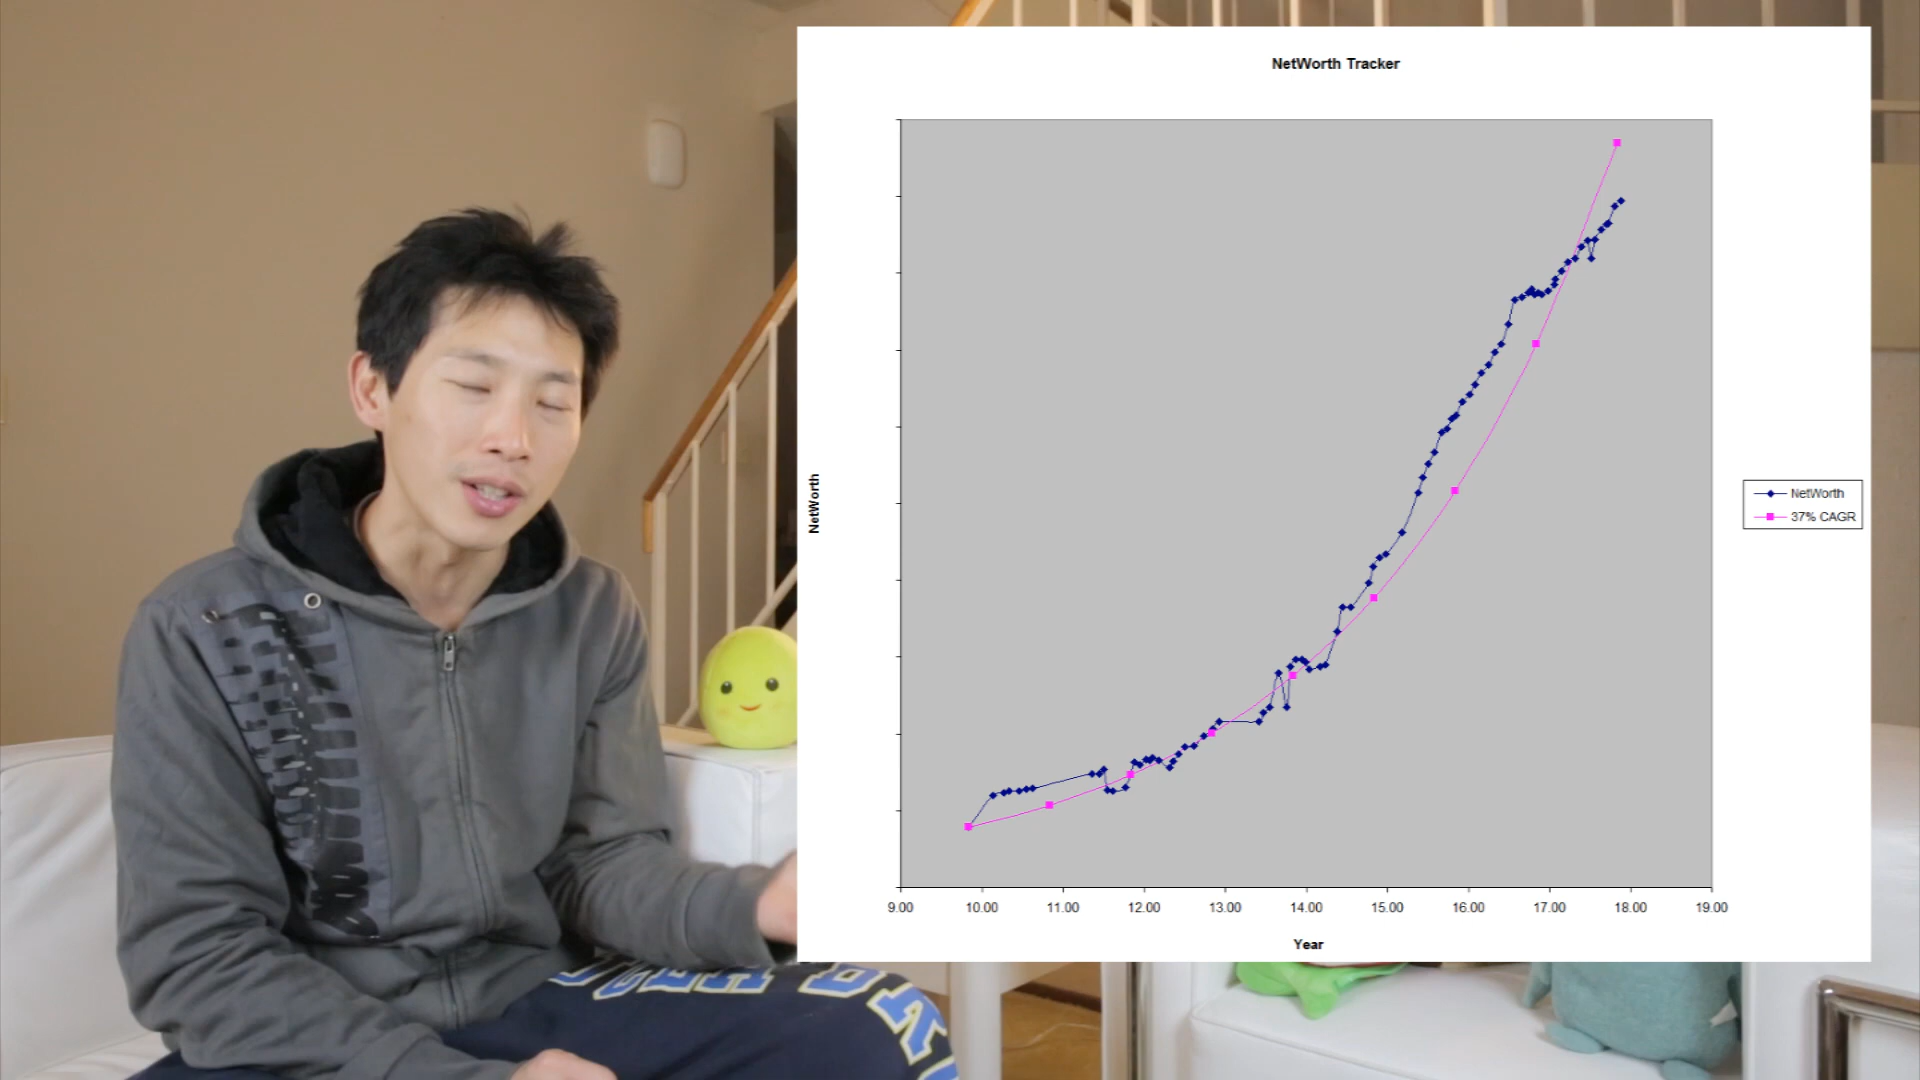 NetWorth Tracker
NetWorth
NetWorth
37% CAGR
9.00 10.00 11.00 12.00 13.00 14.00 15.00 16.00 17.00 18.00 19.00
Year